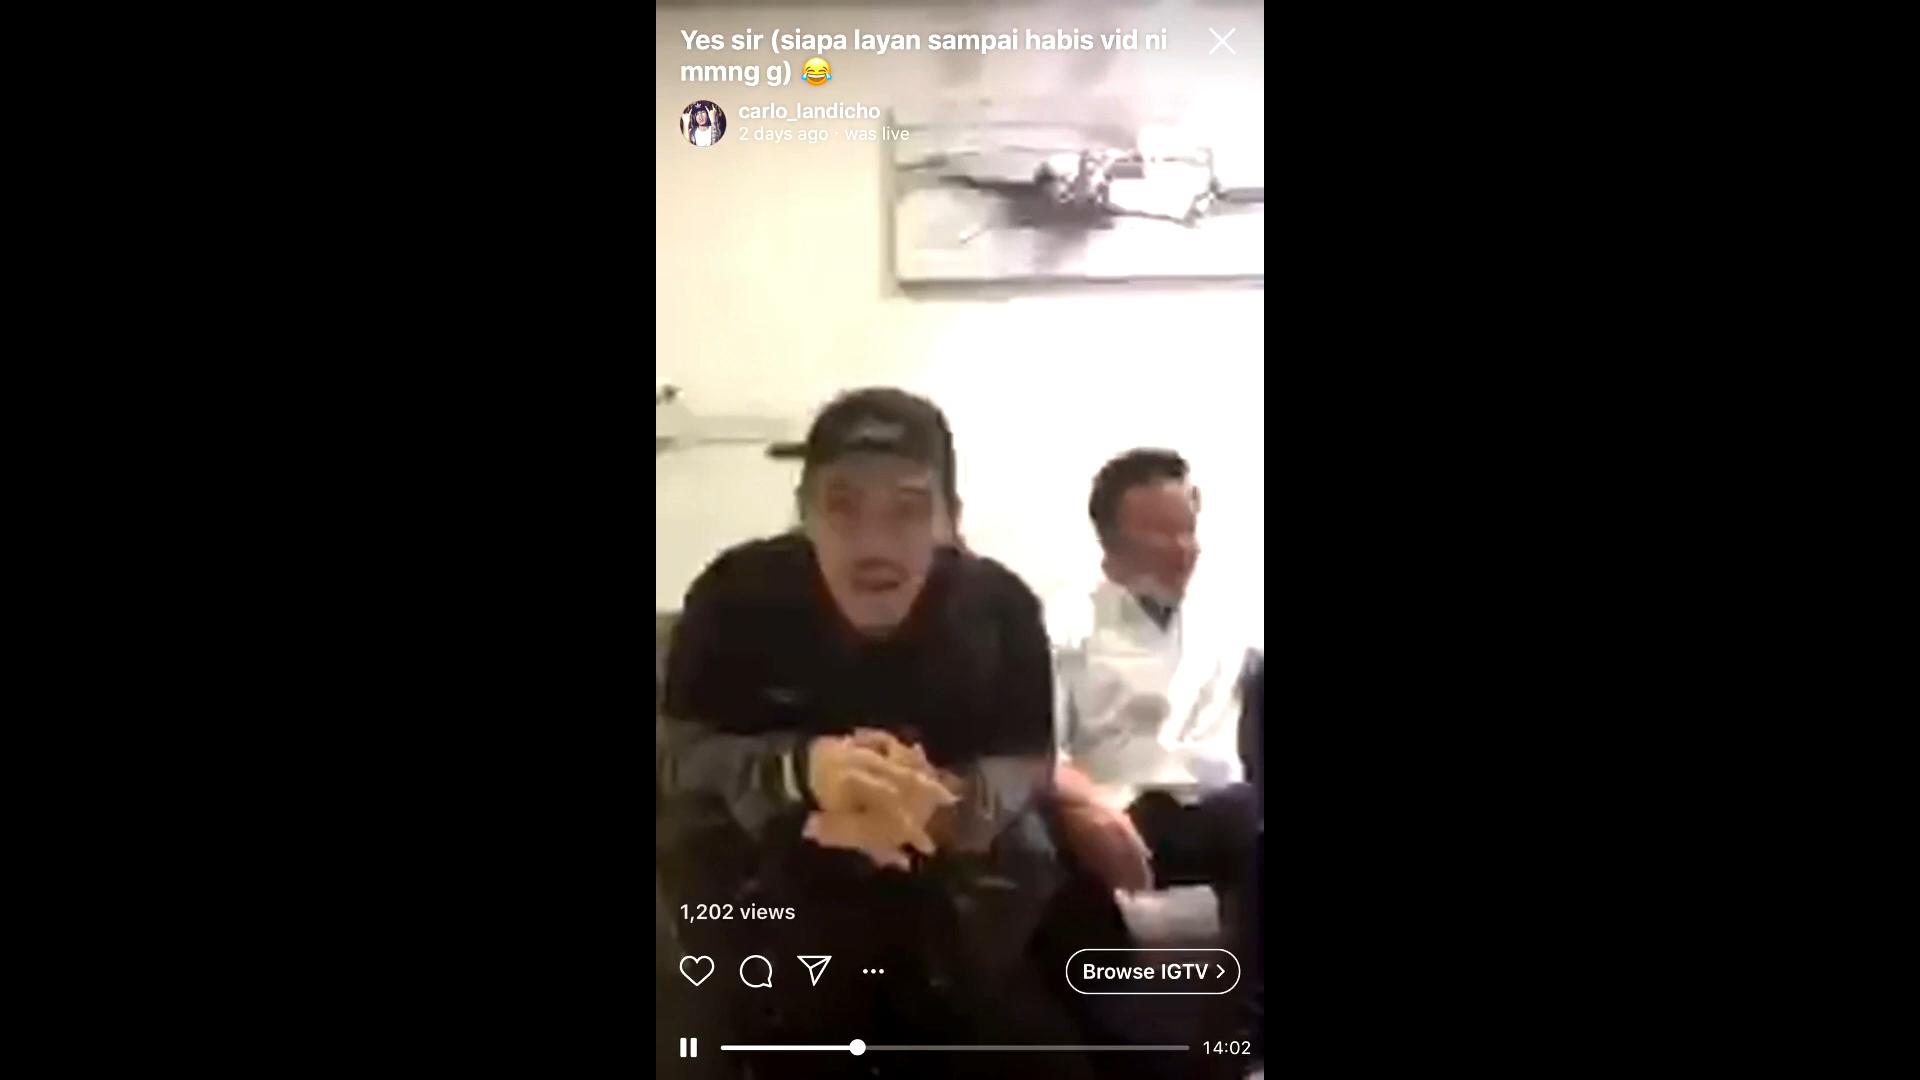 Yes sir (siapa layan sampai habis vid ni
mmng g) 😂
carlo_landicho
2 days ago · was live
1,202 views
Browse IGTV >
14:02